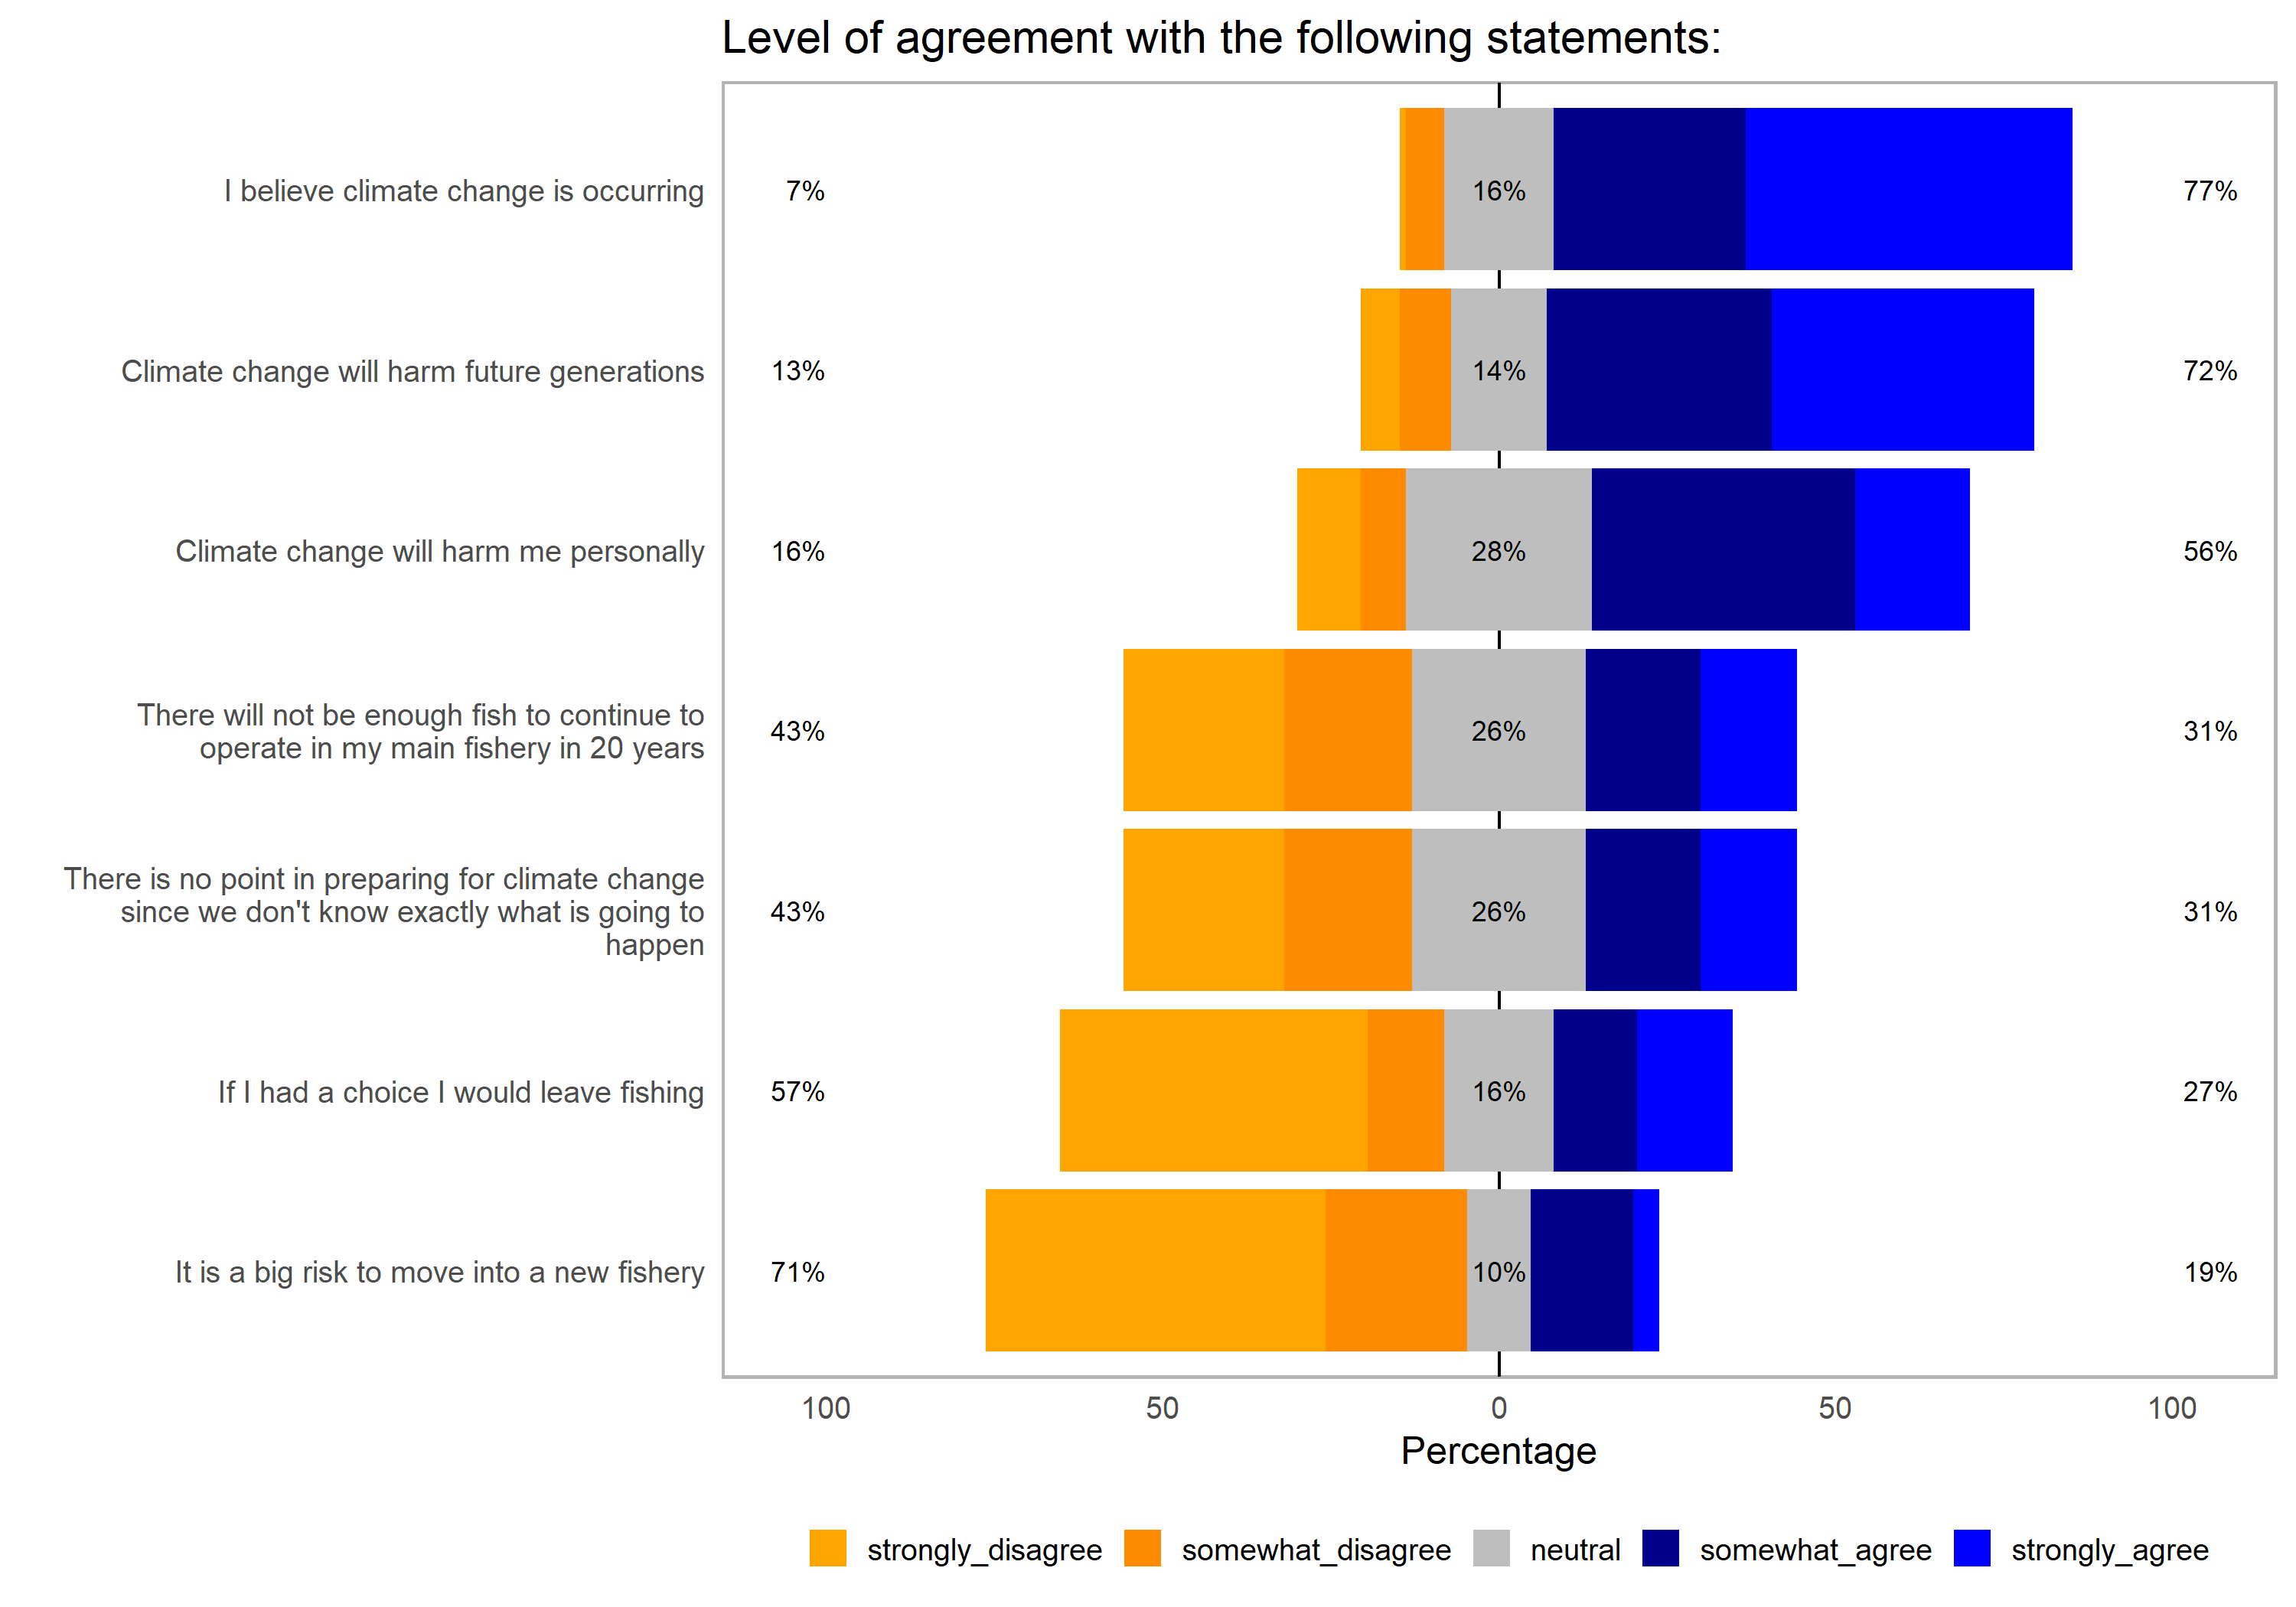 Level of agreement with the following statements:
I believe climate change is occurring
7%
16%
77%
Climate change will harm future generations
13%
14%
72%
Climate change will harm me personally
16%
28%
56%
There will not be enough fish to continue to
operate in my main fishery in 20 years
43%
26%
31%
There is no point in preparing for climate change
since we don't know exactly what is going to
happen
43%
26%
31%
If I had a choice I would leave fishing
57%
16%
27%
It is a big risk to move into a new fishery
71%
10%
19%
100 50 0 50 100
Percentage
strongly_disagree somewhat_disagree neutral somewhat_agree strongly_agree